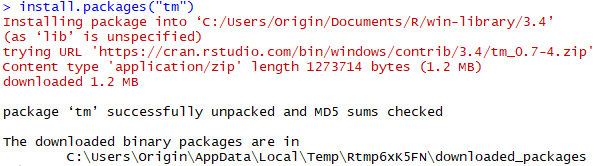 > install.packages("tm")
Installing package into ‘C:/Users/Origin/Documents/R/win-library/3.4’
(as ‘lib’ is unspecified)
trying URL 'https://cran.rstudio.com/bin/windows/contrib/3.4/tm_0.7-4.zip'
Content type 'application/zip' length 1273714 bytes (1.2 MB)
downloaded 1.2 MB
package ‘tm’ successfully unpacked and MD5 sums checked
The downloaded binary packages are in
C:\Users\Origin\AppData\Local\Temp\Rtmp6xK5FN\downloaded_packages